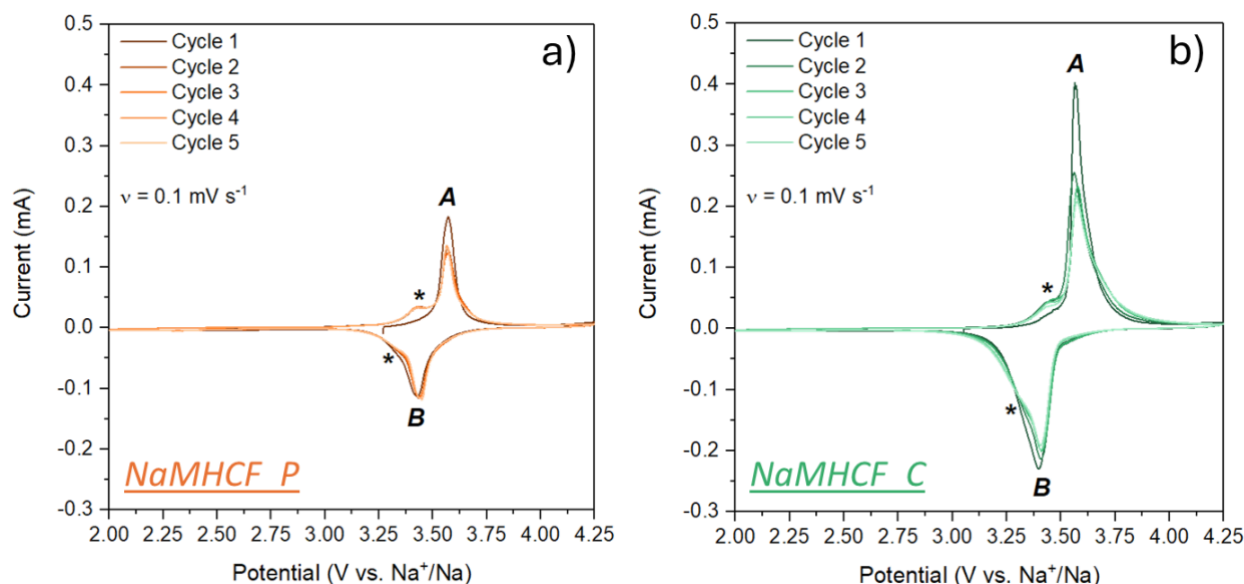 a)
Cycle 1
Cycle 2
Cycle 3
Cycle 4
Cycle 5
ν = 0.1 mV s⁻¹
A
*
*
B
NaMHCF_P
0.5
0.4
0.3
0.2
0.1
0.0
-0.1
-0.2
-0.3
Current (mA)
2.00 2.25 2.50 2.75 3.00 3.25 3.50 3.75 4.00 4.25
Potential (V vs. Na⁺/Na)
b)
Cycle 1
Cycle 2
Cycle 3
Cycle 4
Cycle 5
ν = 0.1 mV s⁻¹
A
*
*
B
NaMHCF_C
0.5
0.4
0.3
0.2
0.1
0.0
-0.1
-0.2
-0.3
Current (mA)
2.00 2.25 2.50 2.75 3.00 3.25 3.50 3.75 4.00 4.25
Potential (V vs. Na⁺/Na)